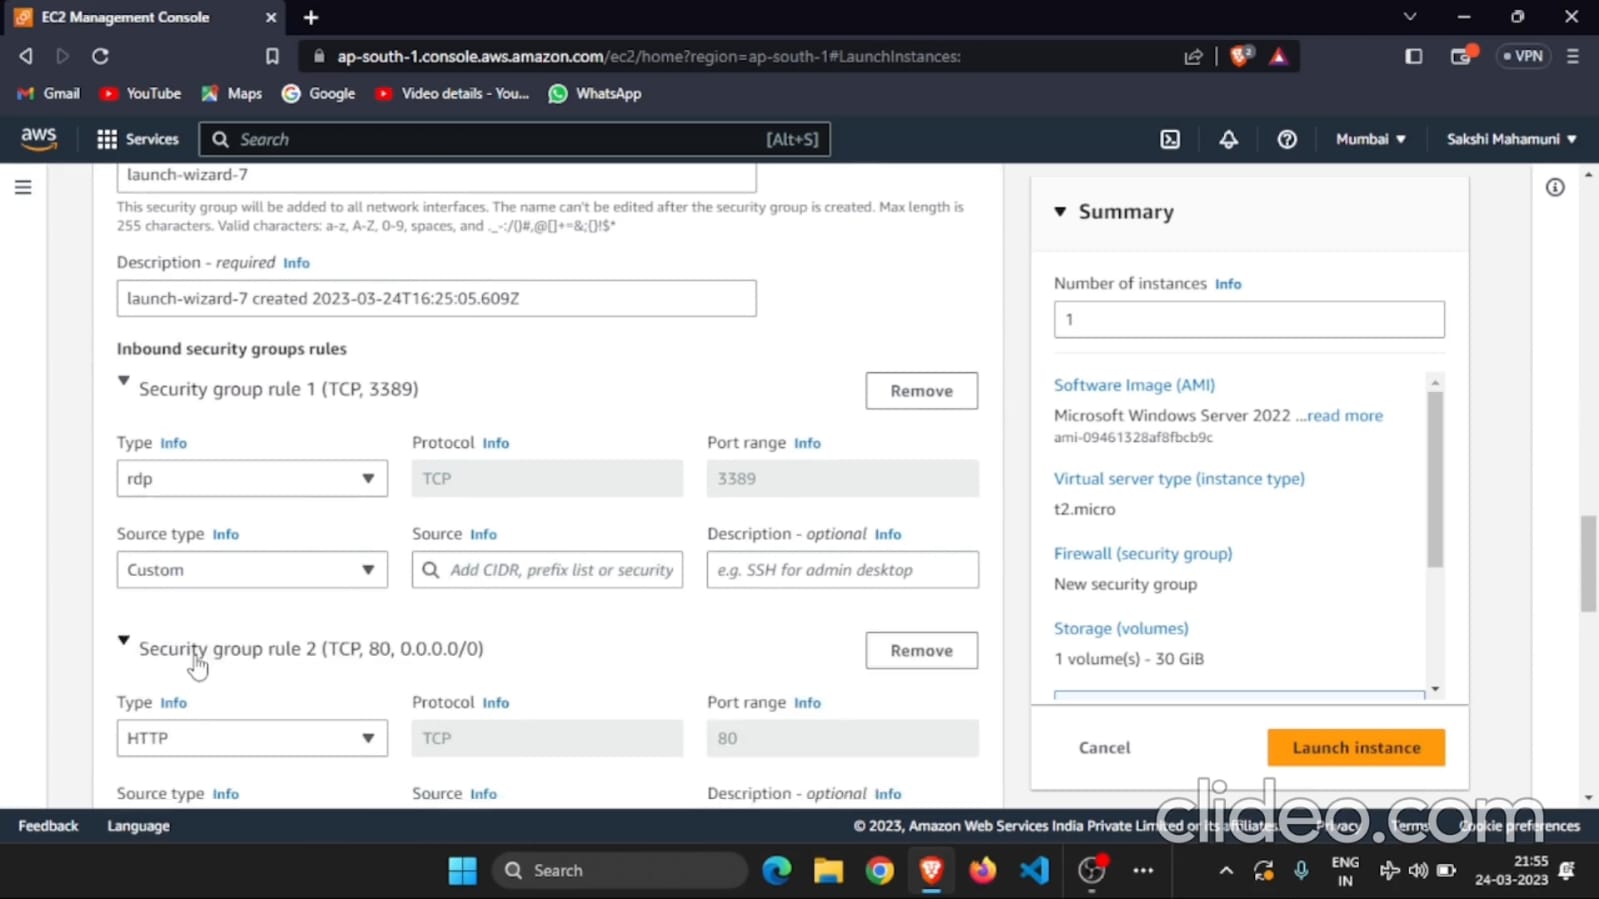 EC2 Management Console
ap-south-1.console.aws.amazon.com/ec2/home?region=ap-south-1#LaunchInstances:
2
VPN
Gmail YouTube Maps Google Video details - You... WhatsApp
aws Services Search [Alt+S] Mumbai Sakshi Mahamuni
launch-wizard-7
This security group will be added to all network interfaces. The name can't be edited after the security group is created. Max length is
255 characters. Valid characters: a-z, A-Z, 0-9, spaces, and ._-:/()#,@[]+=&;{}!$*
Description - required Info
launch-wizard-7 created 2023-03-24T16:25:05.609Z
Inbound security groups rules
Security group rule 1 (TCP, 3389)
Remove
Type Info Protocol Info Port range Info
rdp TCP 3389
Source type Info Source Info Description - optional Info
Custom Add CIDR, prefix list or security e.g. SSH for admin desktop
Security group rule 2 (TCP, 80, 0.0.0.0/0)
Remove
Type Info Protocol Info Port range Info
HTTP TCP 80
Source type Info Source Info Description - optional Info
Summary
Number of instances Info
1
Software Image (AMI)
Microsoft Windows Server 2022 ...read more
ami-09461328af8fbcb9c
Virtual server type (instance type)
t2.micro
Firewall (security group)
New security group
Storage (volumes)
1 volume(s) - 30 GiB
Cancel Launch instance
clideo.com
Feedback Language © 2023, Amazon Web Services India Private Limited or its affiliates. Privacy Terms Cookie preferences
Search
ENG
IN
21:55
24-03-2023